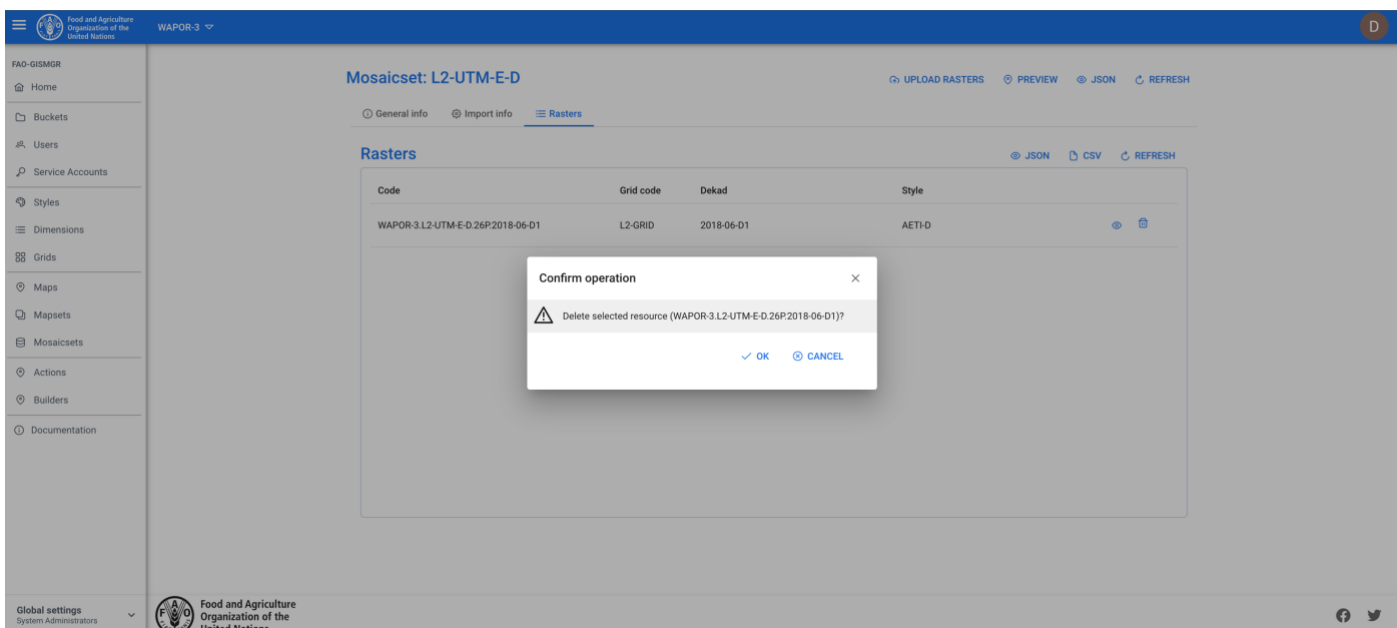 Food and Agriculture
Organization of the
United Nations
WAPOR-3
D
FAO-GISMGR
Home
Buckets
Users
Service Accounts
Styles
Dimensions
Grids
Maps
Mapsets
Mosaicsets
Actions
Builders
Documentation
Global settings
System Administrators
Mosaicset: L2-UTM-E-D
UPLOAD RASTERS PREVIEW JSON REFRESH
General info Import info Rasters
Rasters
JSON CSV REFRESH
Code Grid code Dekad Style
WAPOR-3.L2-UTM-E-D.26P.2018-06-D1 L2-GRID 2018-06-D1 AETI-D
Confirm operation
Delete selected resource (WAPOR-3.L2-UTM-E-D.26P.2018-06-D1)?
OK CANCEL
Food and Agriculture
Organization of the
United Nations